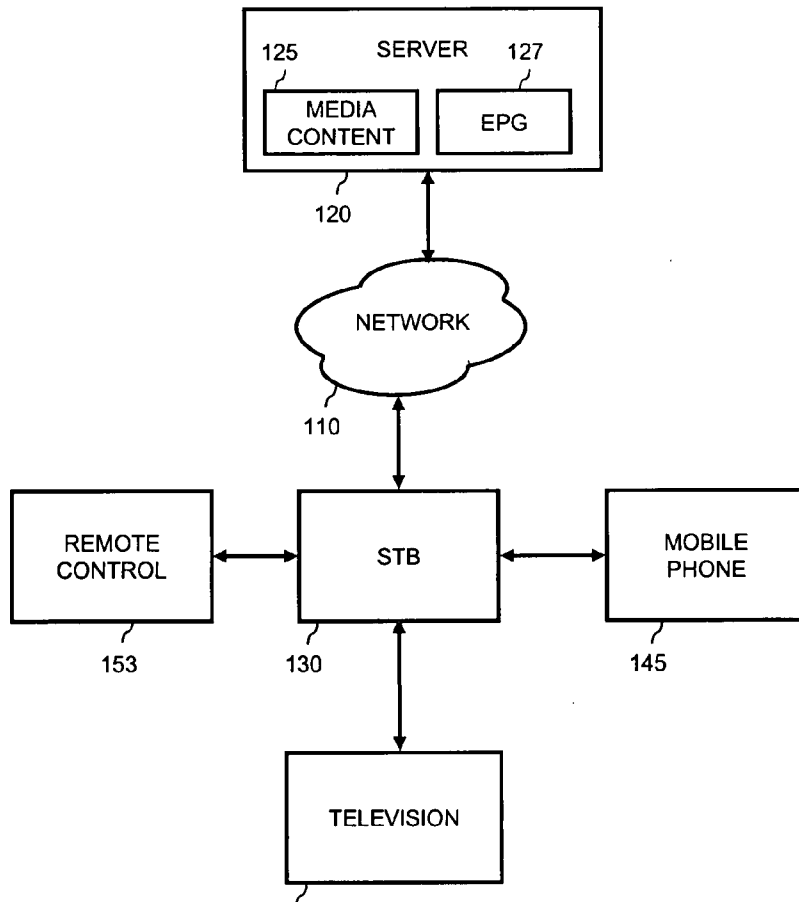 SERVER
125
127
MEDIA
CONTENT
EPG
120
NETWORK
110
REMOTE
CONTROL
STB
MOBILE
PHONE
153
130
145
TELEVISION